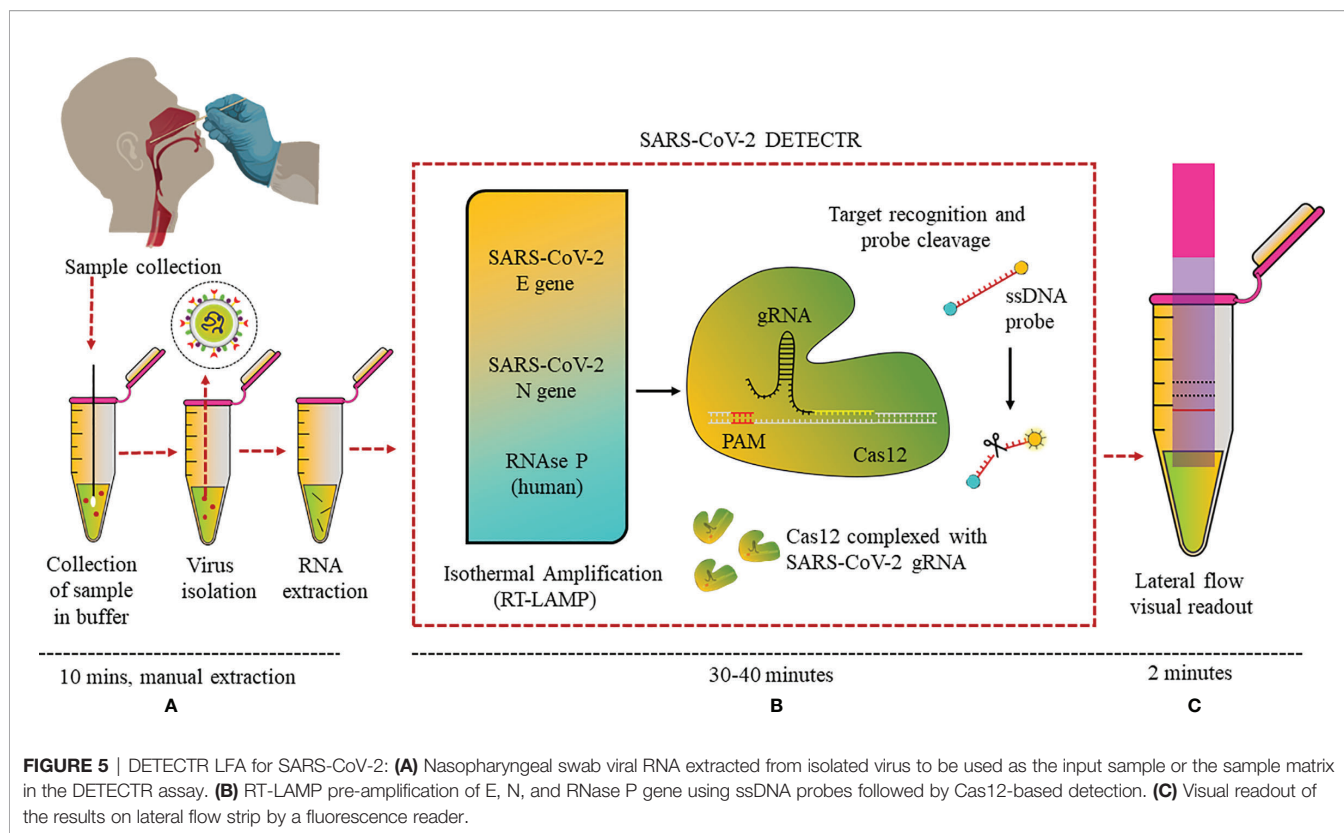 SARS-CoV-2 DETECTR
Sample collection
Collection
of sample
in buffer
Virus
isolation
RNA
extraction
SARS-CoV-2
E gene
SARS-CoV-2
N gene
RNAse P
(human)
Isothermal Amplification
(RT-LAMP)
gRNA
PAM
Cas12
Target recognition and
probe cleavage
ssDNA
probe
Cas12 complexed with
SARS-CoV-2 gRNA
Lateral flow
visual readout
10 mins, manual extraction
30-40 minutes
2 minutes
A
B
C
FIGURE 5 | DETECTR LFA for SARS-CoV-2: (A) Nasopharyngeal swab viral RNA extracted from isolated virus to be used as the input sample or the sample matrix
in the DETECTR assay. (B) RT-LAMP pre-amplification of E, N, and RNase P gene using ssDNA probes followed by Cas12-based detection. (C) Visual readout of
the results on lateral flow strip by a fluorescence reader.